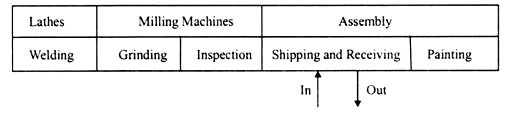 Lathes Milling Machines Assembly
Welding Grinding Inspection Shipping and Receiving Painting
In Out